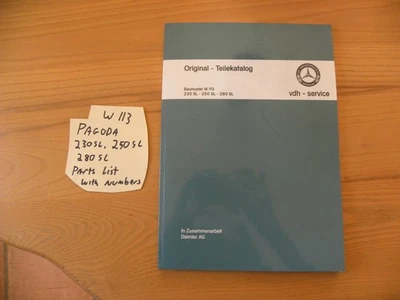 W 113
PAGODA
230SL, 250SL
280SL
PARTS LIST
with NUMBERS
Original - Teilekatalog
Baumuster W 113
230 SL - 250 SL - 280 SL
vdh - service
In Zusammenarbeit
Daimler AG